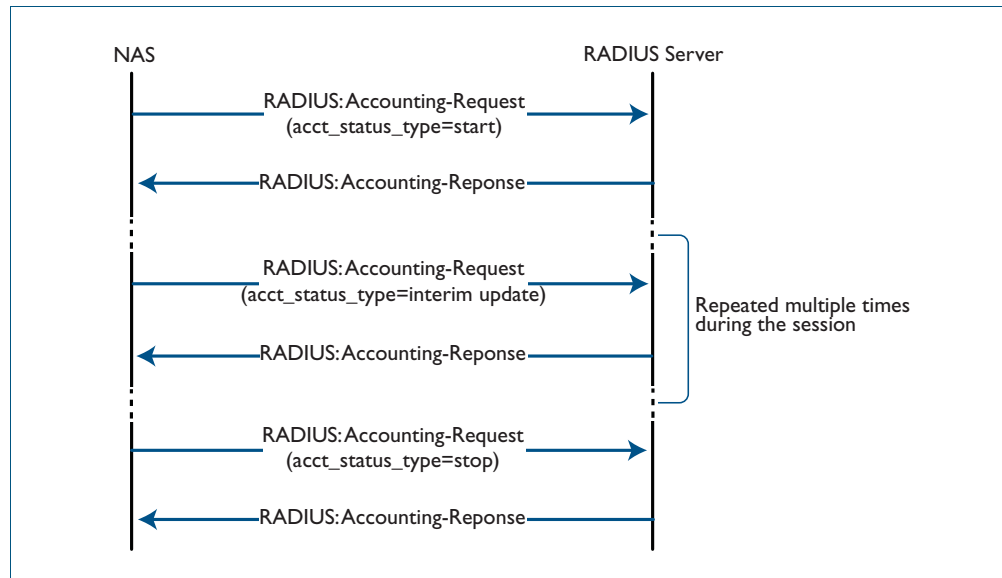 NAS
RADIUS Server
RADIUS: Accounting-Request
(acct_status_type=start)
RADIUS: Accounting-Reponse
RADIUS: Accounting-Request
(acct_status_type=interim update)
Repeated multiple times
during the session
RADIUS: Accounting-Reponse
RADIUS: Accounting-Request
(acct_status_type=stop)
RADIUS: Accounting-Reponse